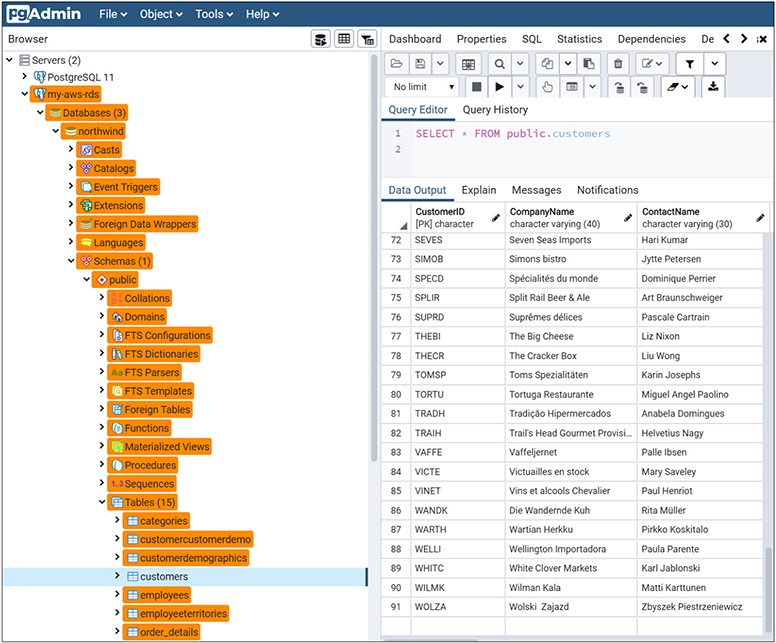 pgAdmin File Object Tools Help
Browser
Servers (2)
PostgreSQL 11
my-aws-rds
Databases (3)
northwind
Casts
Catalogs
Event Triggers
Extensions
Foreign Data Wrappers
Languages
Schemas (1)
public
Collations
Domains
FTS Configurations
FTS Dictionaries
Aa FTS Parsers
FTS Templates
Foreign Tables
Functions
Materialized Views
Procedures
1..3 Sequences
Tables (15)
categories
customercustomerdemo
customerdemographics
customers
employees
employeeterritories
order_details
Dashboard Properties SQL Statistics Dependencies De
No limit
Query Editor Query History
1 SELECT * FROM public.customers
2
Data Output Explain Messages Notifications
CustomerID CompanyName ContactName
[PK] character character varying (40) character varying (30)
72 SEVES Seven Seas Imports Hari Kumar
73 SIMOB Simons bistro Jytte Petersen
74 SPECD Spécialités du monde Dominique Perrier
75 SPLIR Split Rail Beer & Ale Art Braunschweiger
76 SUPRD Suprêmes délices Pascale Cartrain
77 THEBI The Big Cheese Liz Nixon
78 THECR The Cracker Box Liu Wong
79 TOMSP Toms Spezialitäten Karin Josephs
80 TORTU Tortuga Restaurante Miguel Angel Paolino
81 TRADH Tradição Hipermercados Anabela Domingues
82 TRAIH Trail's Head Gourmet Provisi... Helvetius Nagy
83 VAFFE Vaffeljernet Palle Ibsen
84 VICTE Victuailles en stock Mary Saveley
85 VINET Vins et alcools Chevalier Paul Henriot
86 WANDK Die Wandernde Kuh Rita Müller
87 WARTH Wartian Herkku Pirkko Koskitalo
88 WELLI Wellington Importadora Paula Parente
89 WHITC White Clover Markets Karl Jablonski
90 WILMK Wilman Kala Matti Karttunen
91 WOLZA Wolski Zajazd Zbyszek Piestrzeniewicz